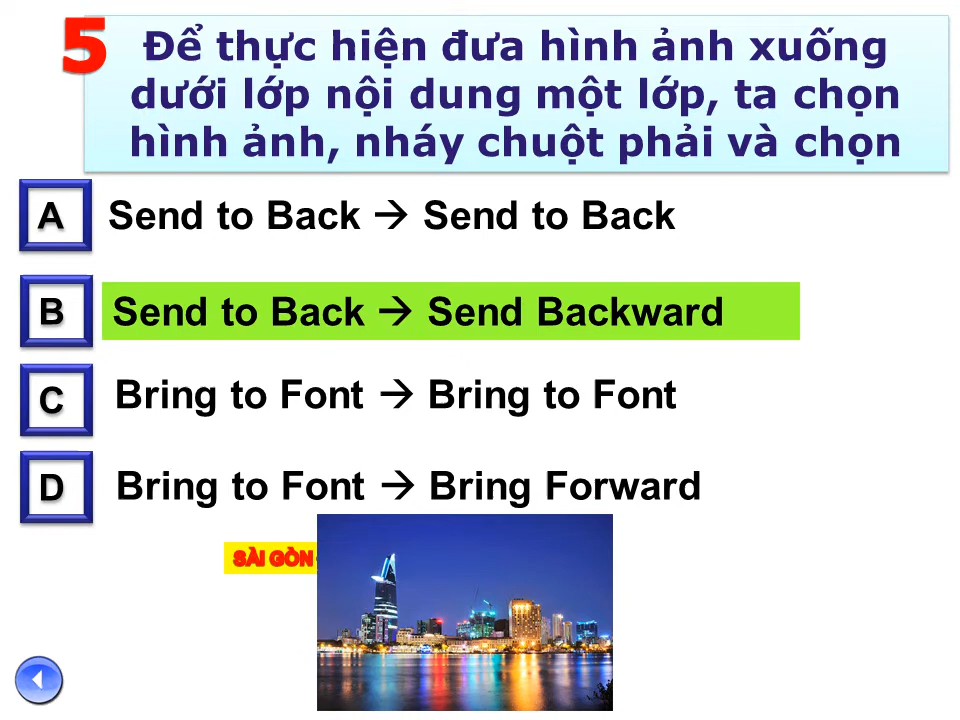 5
Để thực hiện đưa hình ảnh xuống
dưới lớp nội dung một lớp, ta chọn
hình ảnh, nháy chuột phải và chọn
A Send to Back → Send to Back
B Send to Back → Send Backward
C Bring to Font → Bring to Font
D Bring to Font → Bring Forward
SÀI GÒN